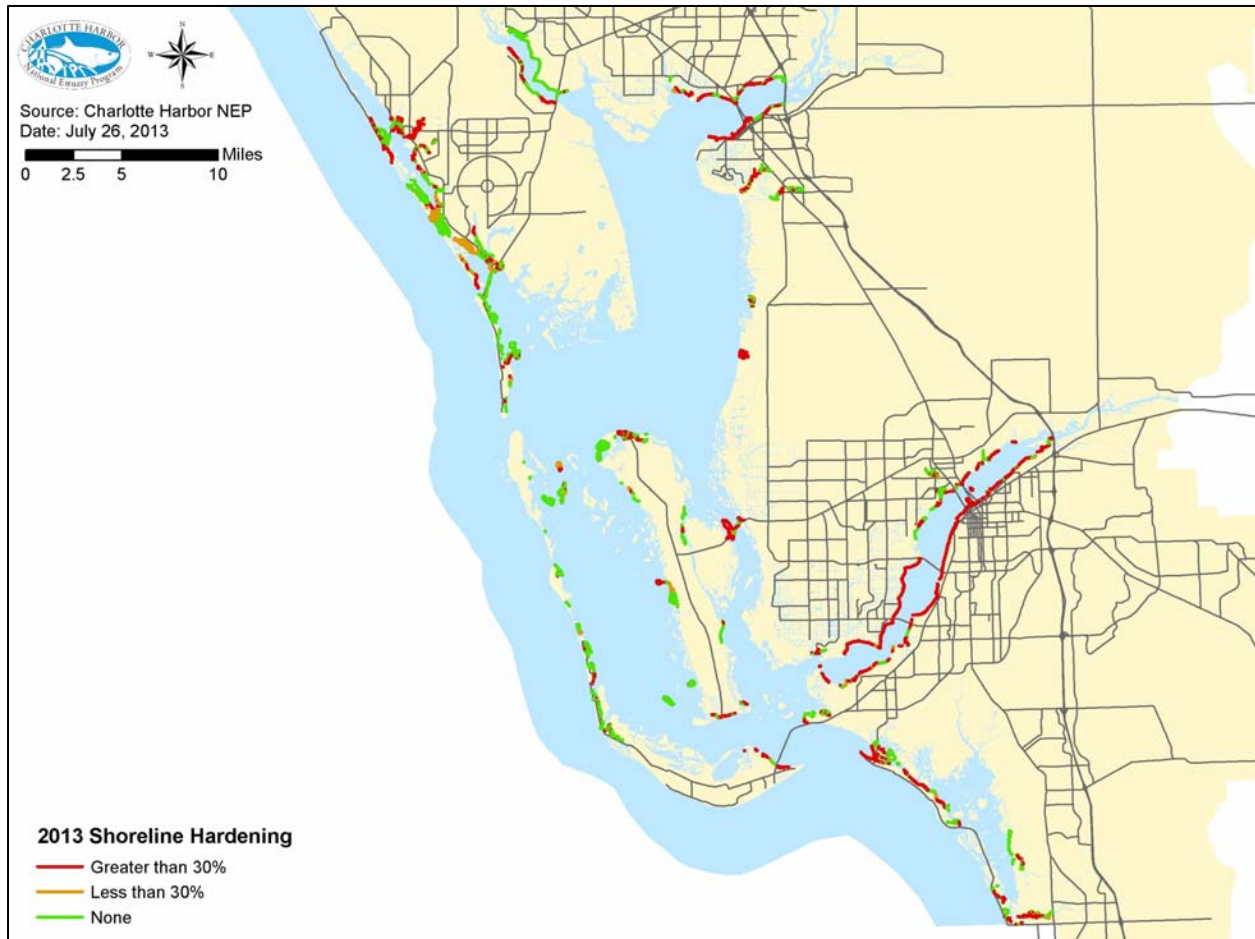 CHARLOTTE HARBOR
National Estuary Program
N
W
E
S
Source: Charlotte Harbor NEP
Date: July 26, 2013
Miles
0 2.5 5 10
2013 Shoreline Hardening
Greater than 30%
Less than 30%
None